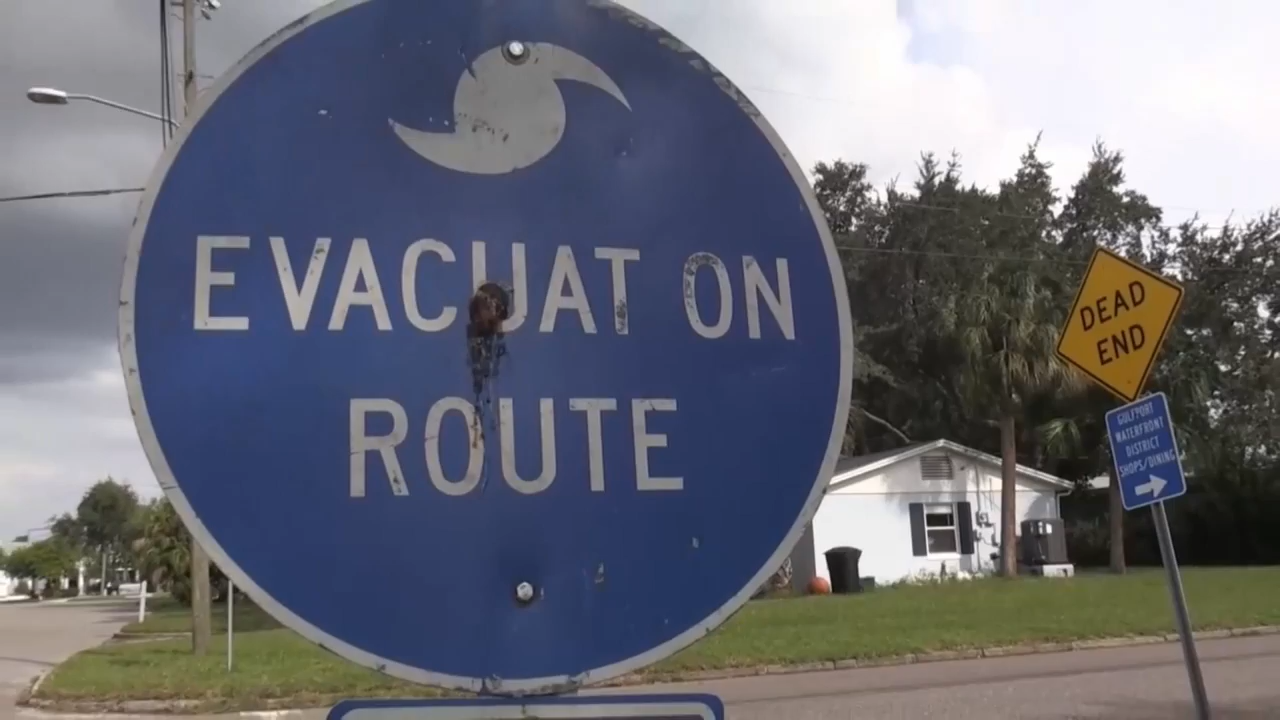 EVACUAT ON
ROUTE
DEAD
END
GULFPORT
WATERFRONT
DISTRICT
SHOPS/DINING